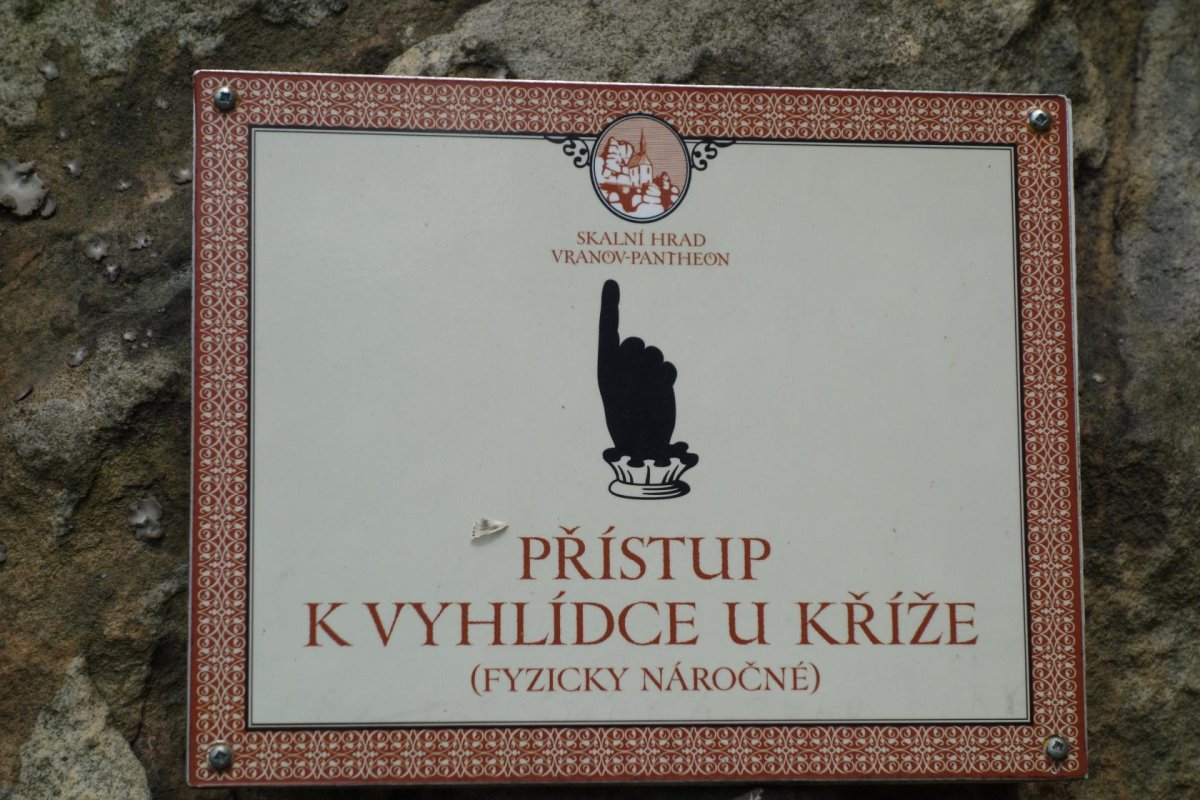 SKALNÍ HRAD
VRANOV-PANTHEON
PŘÍSTUP
K VYHLÍDCE U KŘÍŽE
(FYZICKY NÁROČNÉ)